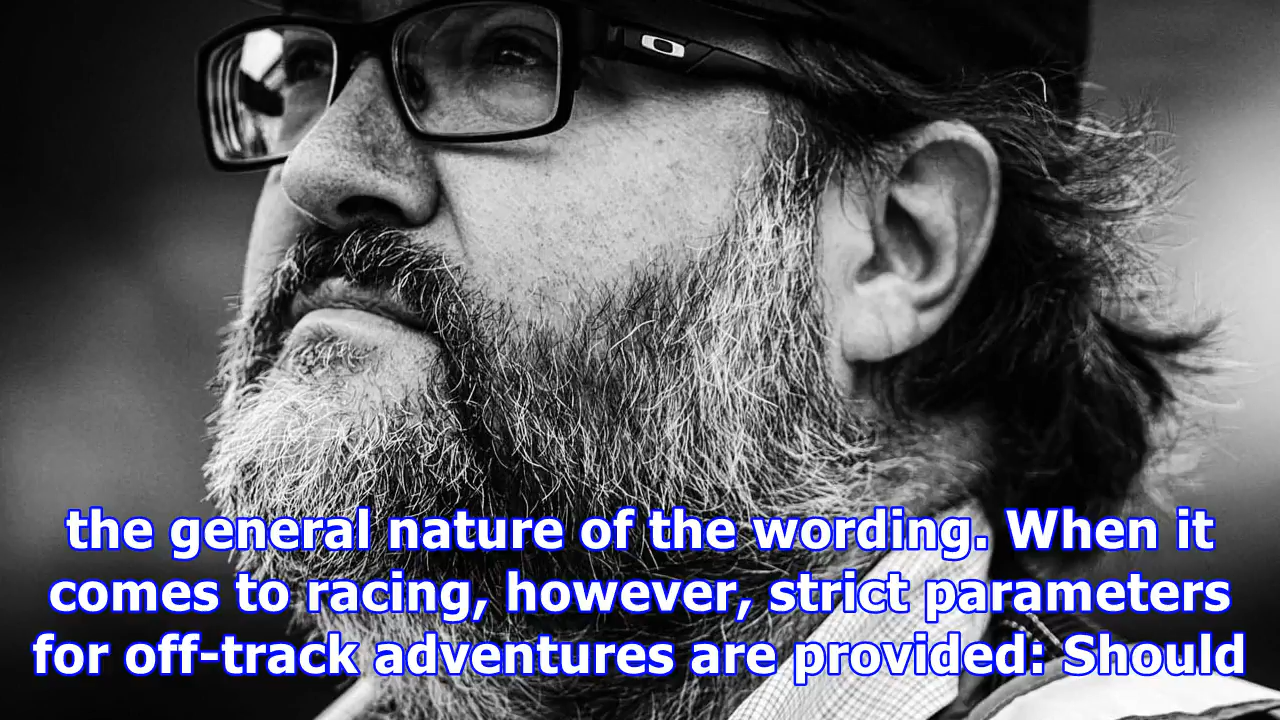 the general nature of the wording. When it
comes to racing, however, strict parameters
for off-track adventures are provided: Should